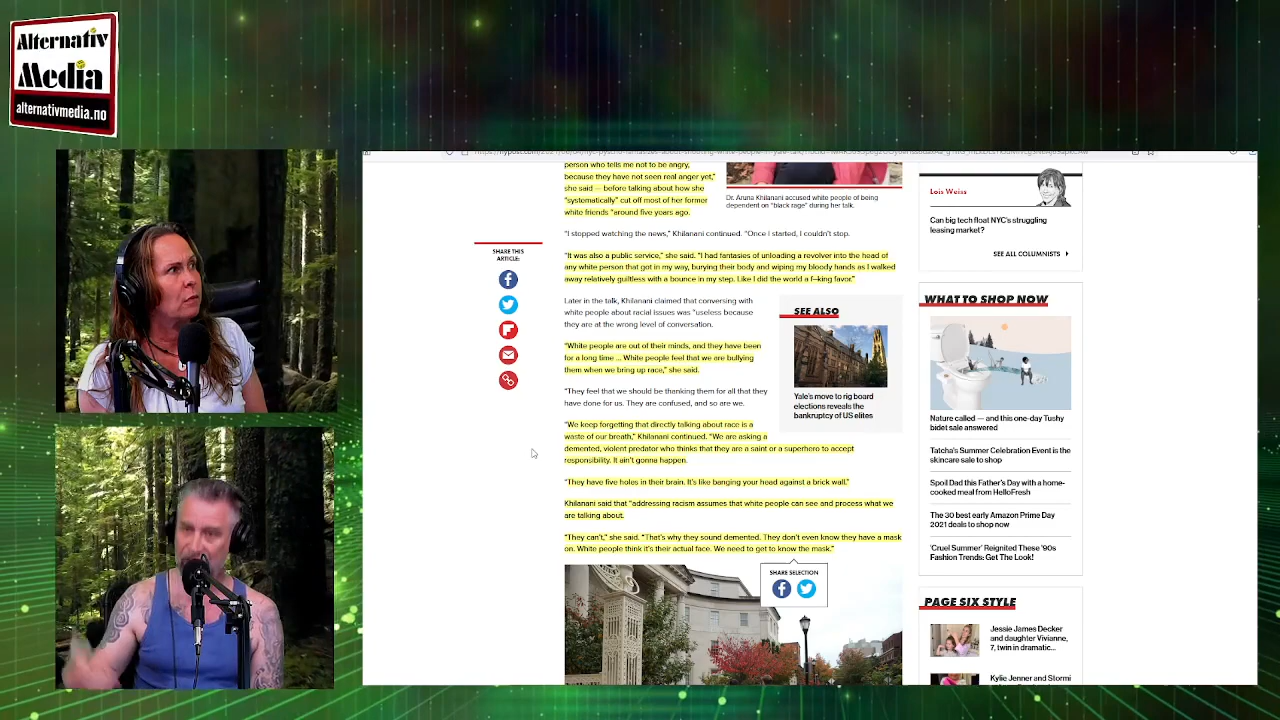 Alternativ
Media
alternativmedia.no
person who tells me not to be angry,
because they have not seen real anger yet,”
she said — before talking about how she
“systematically” cut off most of her former
white friends “around five years ago.
Dr. Aruna Khilanani accused white people of being
dependent on “black rage” during her talk.
“I stopped watching the news,” Khilanani continued. “Once I started, I couldn’t stop.
SHARE THIS
ARTICLE:
“It was also a public service,” she said. “I had fantasies of unloading a revolver into the head of
any white person that got in my way, burying their body and wiping my bloody hands as I walked
away relatively guiltless with a bounce in my step. Like I did the world a f–king favor.”
Later in the talk, Khilanani claimed that conversing with
white people about racial issues was “useless because
they are at the wrong level of conversation.
“White people are out of their minds, and they have been
for a long time ... White people feel that we are bullying
them when we bring up race,” she said.
“They feel that we should be thanking them for all that they
have done for us. They are confused, and so are we.
“We keep forgetting that directly talking about race is a
waste of our breath,” Khilanani continued. “We are asking a
demented, violent predator who thinks that they are a saint or a superhero to accept
responsibility. It ain’t gonna happen.
“They have five holes in their brain. It’s like banging your head against a brick wall.”
Khilanani said that “addressing racism assumes that white people can see and process what we
are talking about.
“They can’t,” she said. “That’s why they sound demented. They don’t even know they have a mask
on. White people think it’s their actual face. We need to get to know the mask.”
SHARE SELECTION
SEE ALSO
Yale’s move to rig board
elections reveals the
bankruptcy of US elites
Lois Weiss
Can big tech float NYC’s struggling
leasing market?
SEE ALL COLUMNISTS
WHAT TO SHOP NOW
Nature called — and this one-day Tushy
bidet sale answered
Tatcha’s Summer Celebration Event is the
skincare sale to shop
Spoil Dad this Father’s Day with a home-
cooked meal from HelloFresh
The 30 best early Amazon Prime Day
2021 deals to shop now
‘Cruel Summer’ Reignited These ’90s
Fashion Trends: Get The Look!
PAGE SIX STYLE
Jessie James Decker
and daughter Vivianne,
7, twin in dramatic...
Kylie Jenner and Stormi